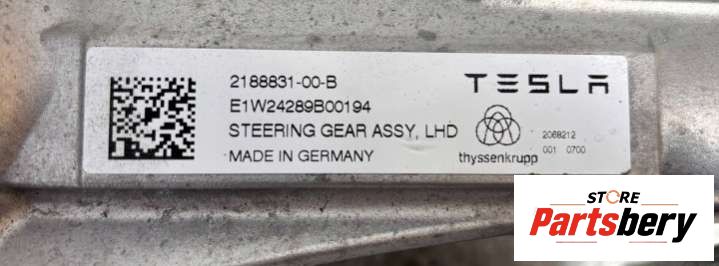 2188831-00-B
E1W24289B00194
STEERING GEAR ASSY, LHD
MADE IN GERMANY
TESLA
thyssenkrupp
2068212
001 0700
STORE
Partsbery